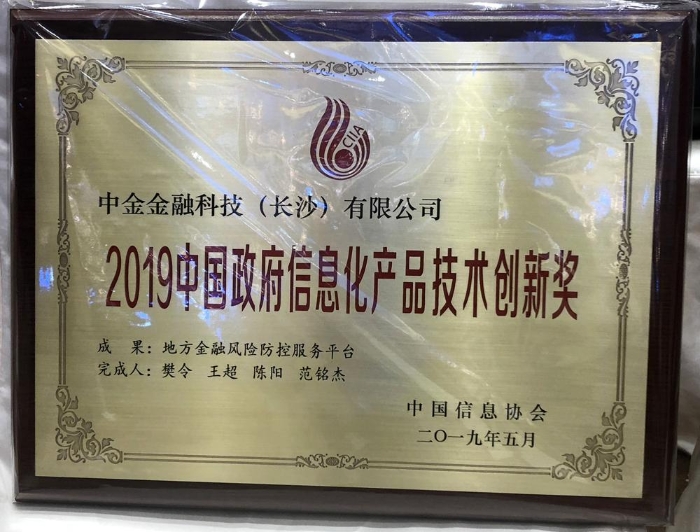 CIIA
中金金融科技（长沙）有限公司
2019中国政府信息化产品技术创新奖
成　果：地方金融风险防控服务平台
完成人：樊令　王超　陈阳　范铭杰
中国信息协会
二〇一九年五月